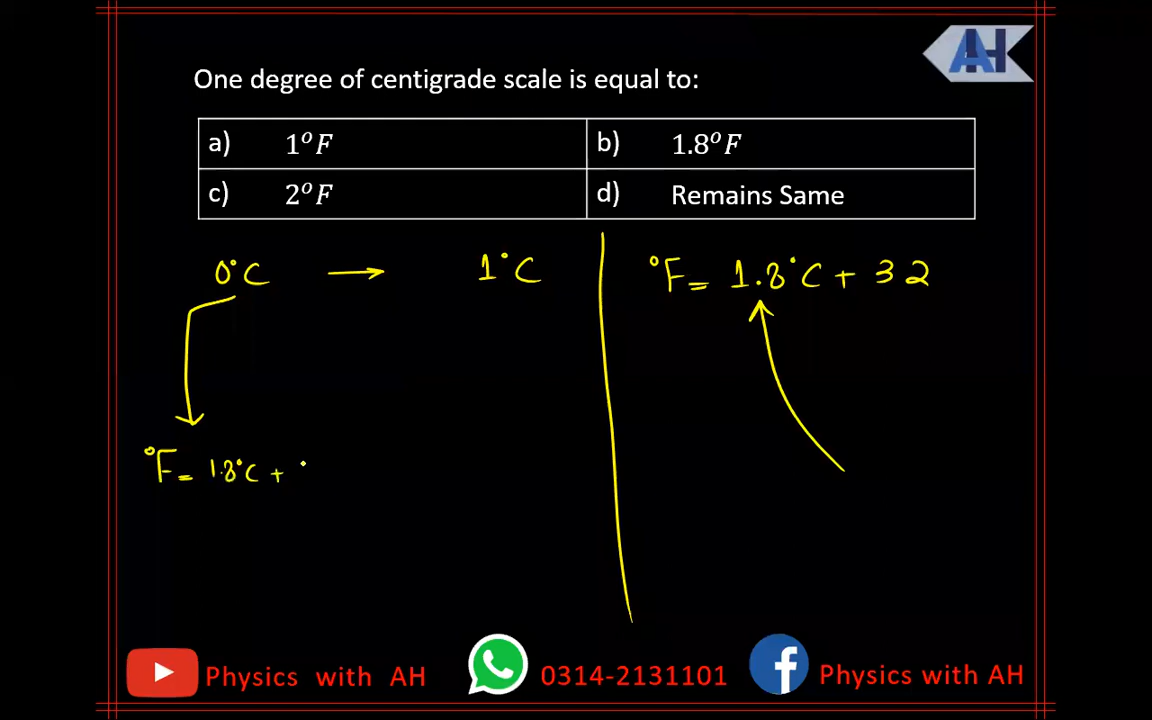 AH
One degree of centigrade scale is equal to:
a) 1°F b) 1.8°F
c) 2°F d) Remains Same
0°C → 1°C °F = 1.8°C + 32
°F = 1.8°C +
Physics with AH 0314-2131101 Physics with AH